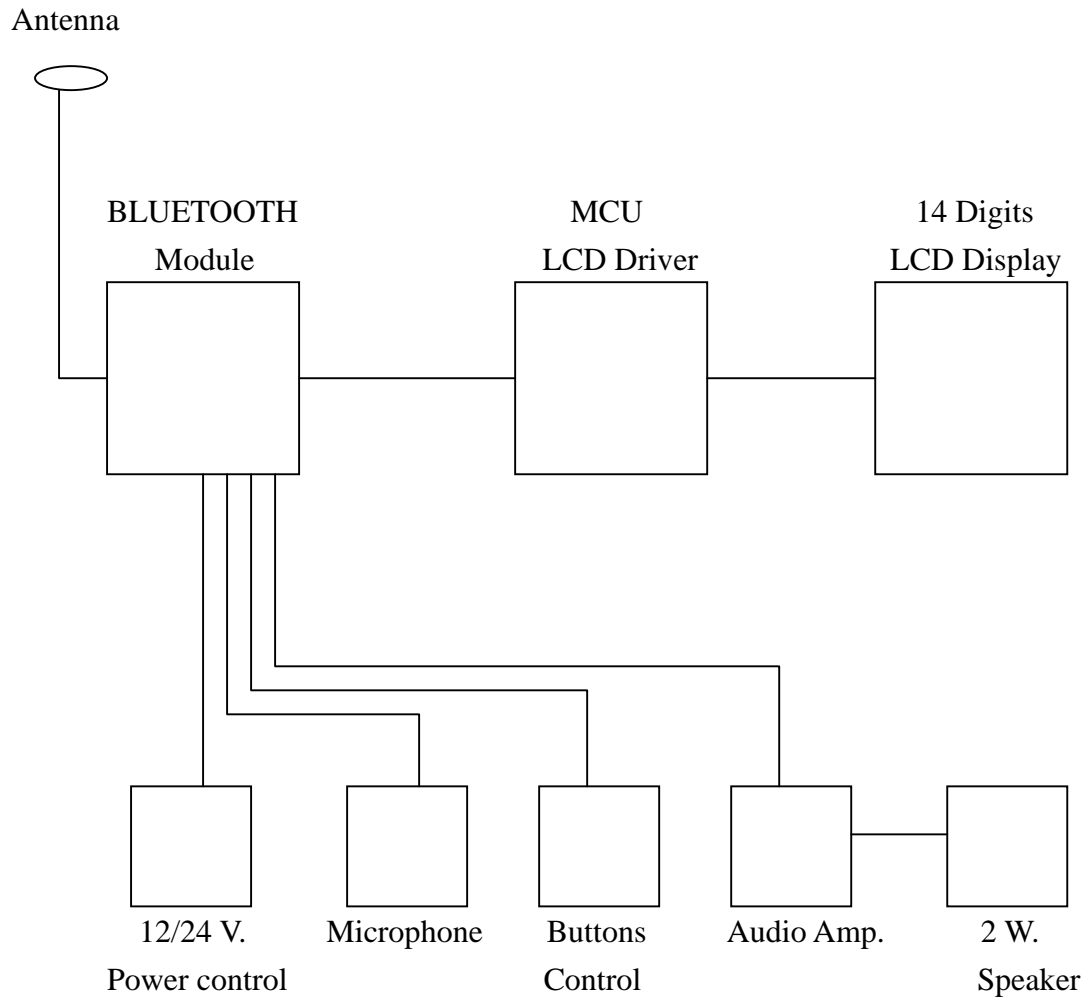 Antenna
BLUETOOTH
Module
MCU
LCD Driver
14 Digits
LCD Display
12/24 V.
Power control
Microphone
Buttons
Control
Audio Amp.
2 W.
Speaker